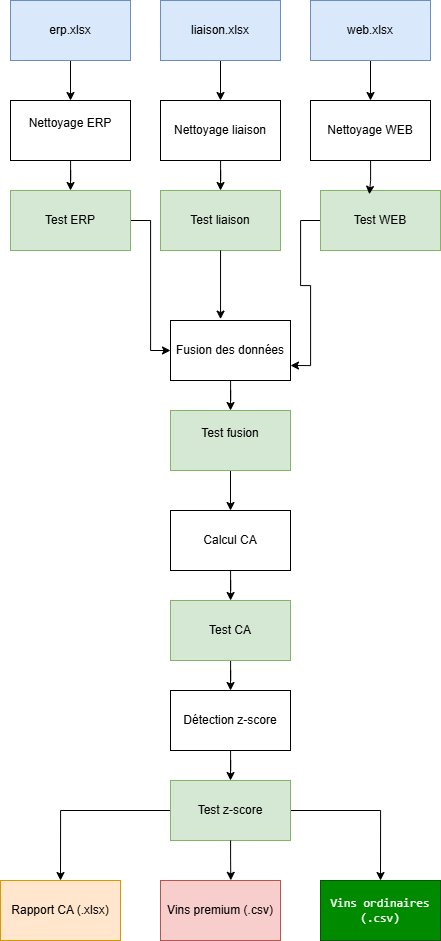 erp.xlsx
liaison.xlsx
web.xlsx
Nettoyage ERP
Nettoyage liaison
Nettoyage WEB
Test ERP
Test liaison
Test WEB
Fusion des données
Test fusion
Calcul CA
Test CA
Détection z-score
Test z-score
Rapport CA (.xlsx)
Vins premium (.csv)
Vins ordinaires
(.csv)